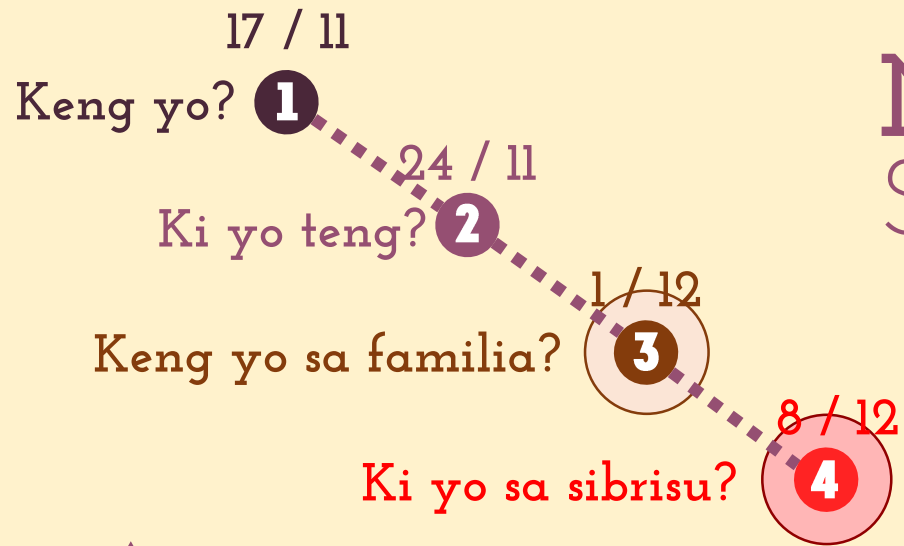 17 / 11
Keng yo?
1
24 / 11
Ki yo teng?
2
1 / 12
Keng yo sa familia?
3
8 / 12
Ki yo sa sibrisu?
4